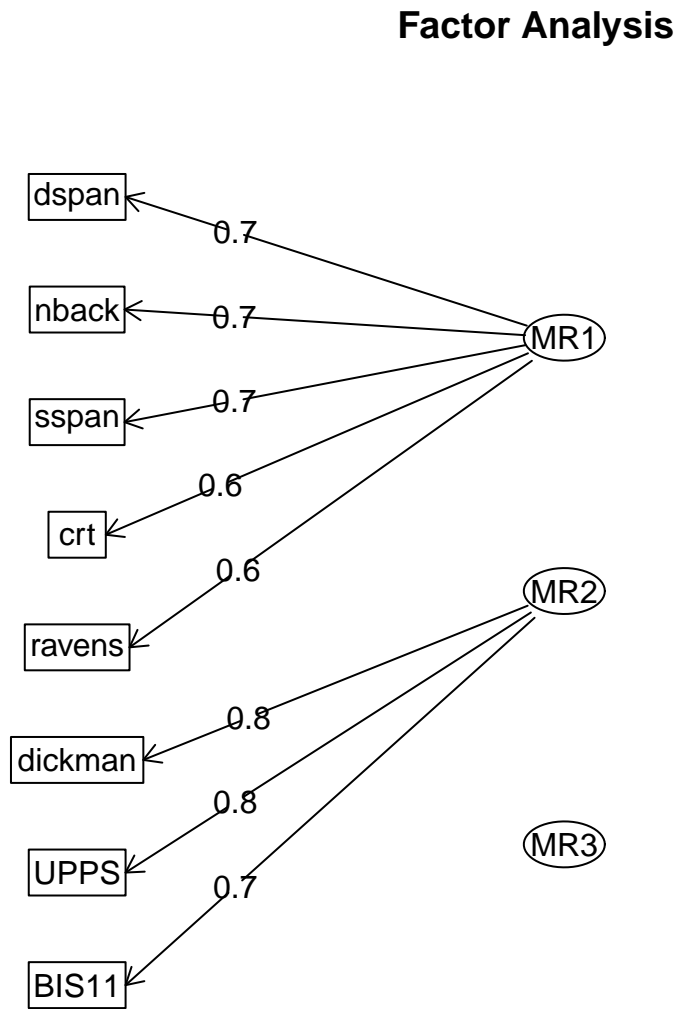 Factor Analysis
dspan
0.7
nback
0.7
MR1
sspan
0.7
crt
0.6
ravens
0.6
MR2
dickman
0.8
UPPS
0.8
MR3
BIS11
0.7